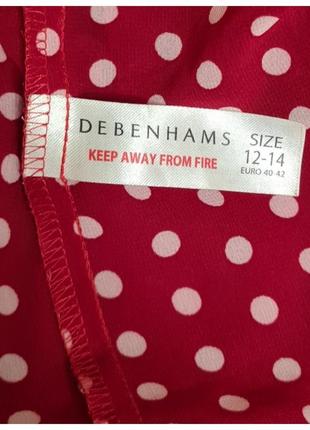 DEBENHAMS
KEEP AWAY FROM FIRE
SIZE
12-14
EURO 40-42